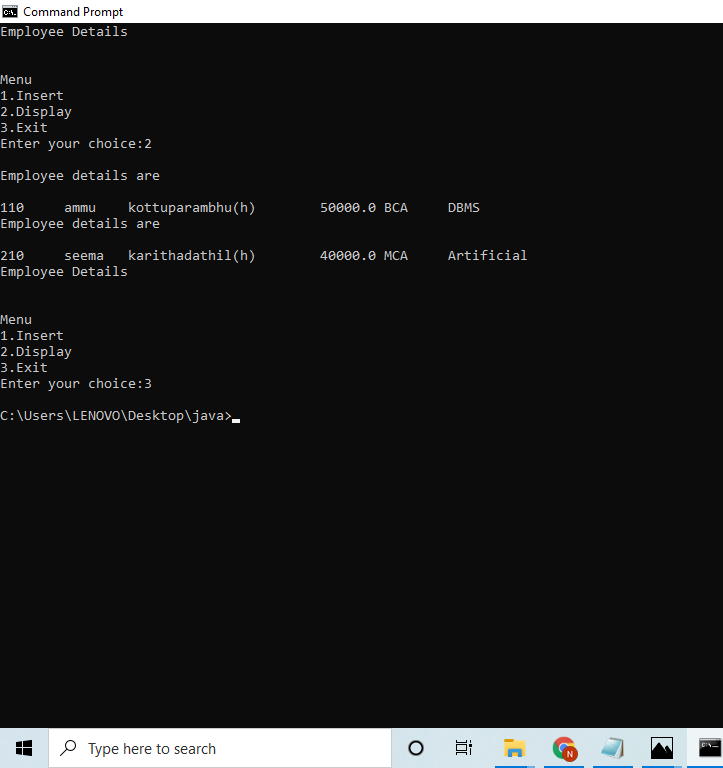 Command Prompt
Employee Details
Menu
1.Insert
2.Display
3.Exit
Enter your choice:2
Employee details are
110 ammu kottuparambhu(h) 50000.0 BCA DBMS
Employee details are
210 seema karithadathil(h) 40000.0 MCA Artificial
Employee Details
Menu
1.Insert
2.Display
3.Exit
Enter your choice:3
C:\Users\LENOVO\Desktop\java>
Type here to search
N